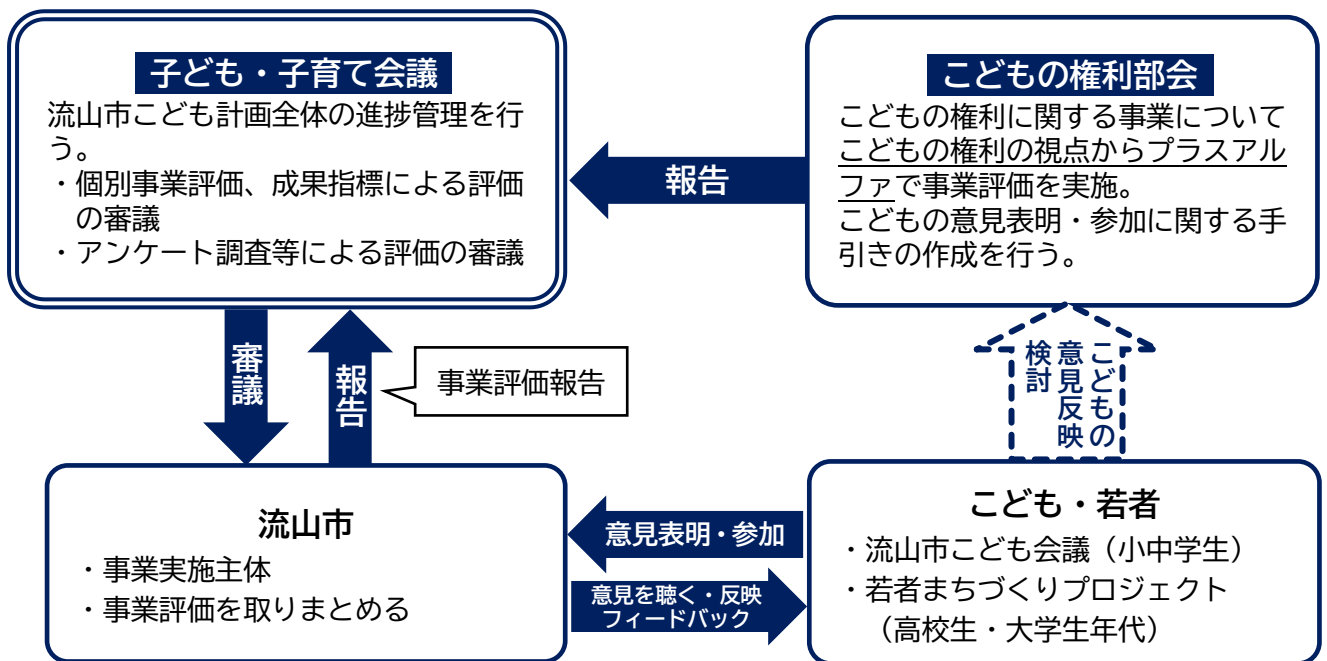 子ども・子育て会議
流山市こども計画全体の進捗管理を行
う。
・個別事業評価、成果指標による評価
の審議
・アンケート調査等による評価の審議
報告
こどもの権利部会
こどもの権利に関する事業について
こどもの権利の視点からプラスアル
ファで事業評価を実施。
こどもの意見表明・参加に関する手
引きの作成を行う。
審議
報告
事業評価報告
こどもの
意見反映
検討
流山市
・事業実施主体
・事業評価を取りまとめる
意見表明・参加
意見を聴く・反映
フィードバック
こども・若者
・流山市こども会議（小中学生）
・若者まちづくりプロジェクト
（高校生・大学生年代）